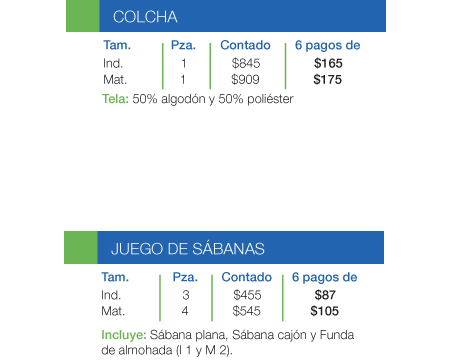 COLCHA
Tam. Pza. Contado 6 pagos de
Ind. 1 $845 $165
Mat. 1 $909 $175
Tela: 50% algodón y 50% poliéster
JUEGO DE SÁBANAS
Tam. Pza. Contado 6 pagos de
Ind. 3 $455 $87
Mat. 4 $545 $105
Incluye: Sábana plana, Sábana cajón y Funda
de almohada (I 1 y M 2).